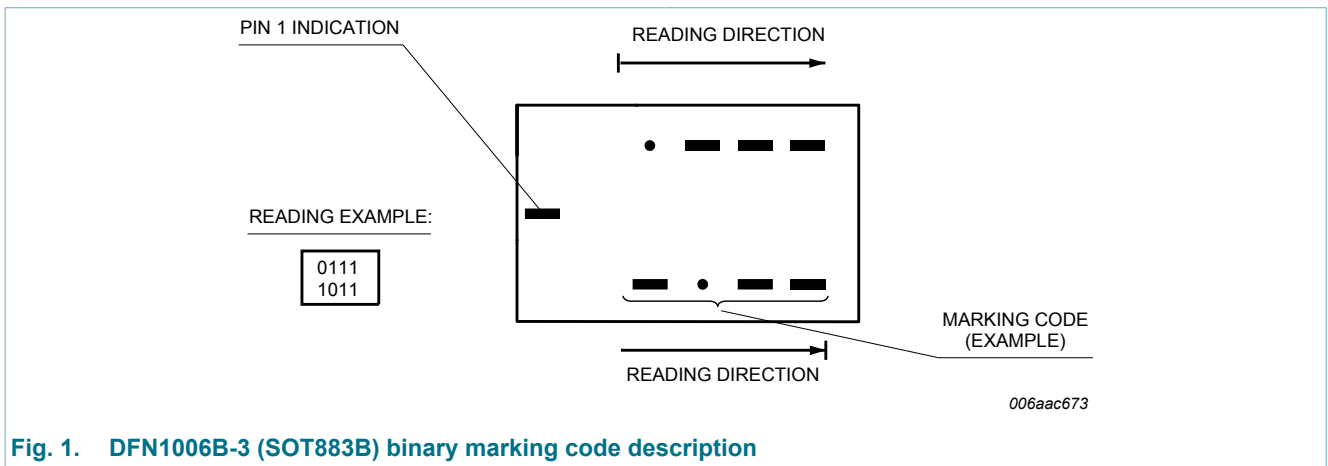 PIN 1 INDICATION
READING DIRECTION
READING EXAMPLE:
0111
1011
MARKING CODE
(EXAMPLE)
READING DIRECTION
006aac673
Fig. 1. DFN1006B-3 (SOT883B) binary marking code description